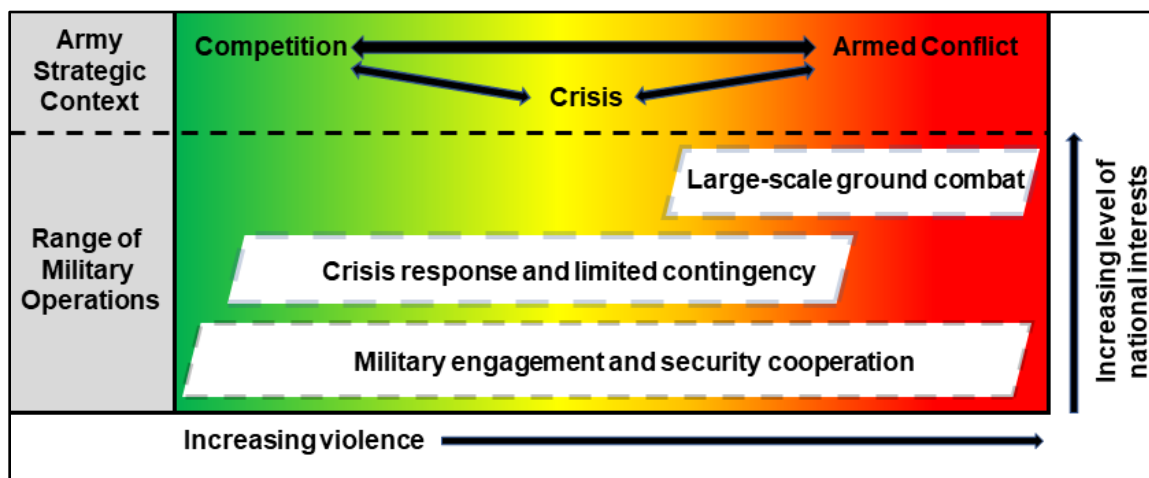 Army
Strategic
Context
Competition
Armed Conflict
Crisis
Range of
Military
Operations
Large-scale ground combat
Crisis response and limited contingency
Military engagement and security cooperation
Increasing level of
national interests
Increasing violence